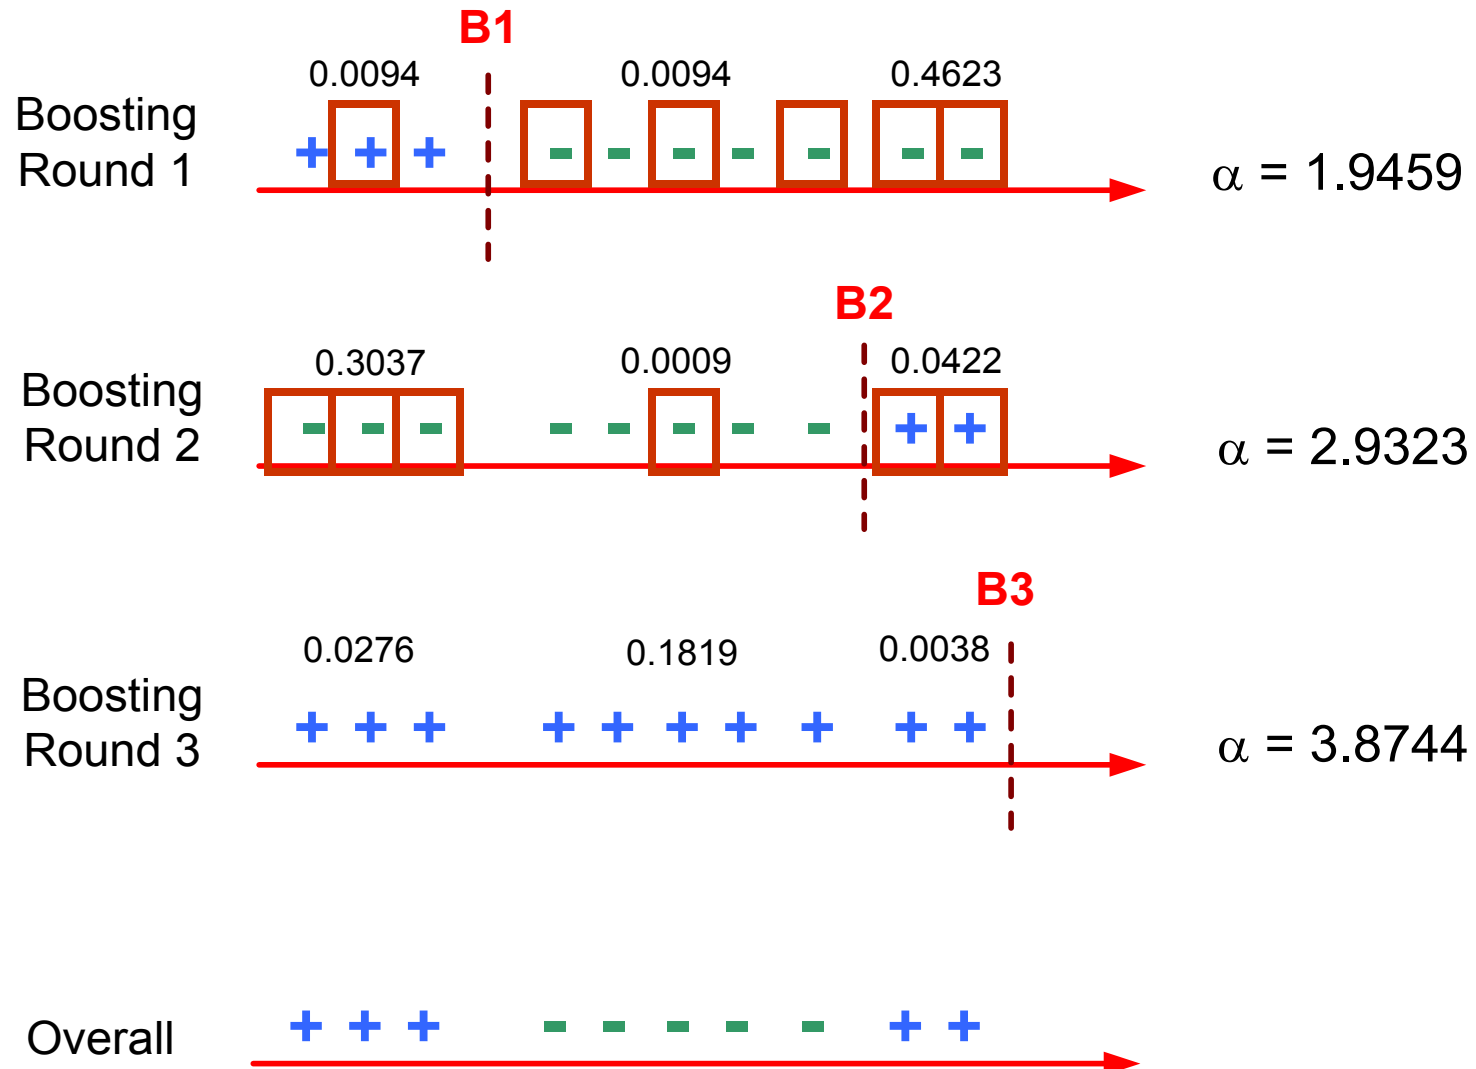 B1
0.0094 0.0094 0.4623
Boosting
Round 1
+ + + - - - - - - -
α = 1.9459
B2
0.3037 0.0009 0.0422
Boosting
Round 2
- - - - - - - - + +
α = 2.9323
B3
0.0276 0.1819 0.0038
Boosting
Round 3
+ + + + + + + + + +
α = 3.8744
Overall
+ + + - - - - - + +